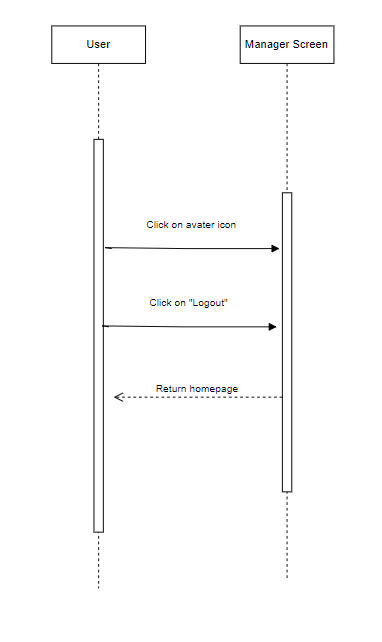 User
Manager Screen
Click on avater icon
Click on "Logout"
Return homepage